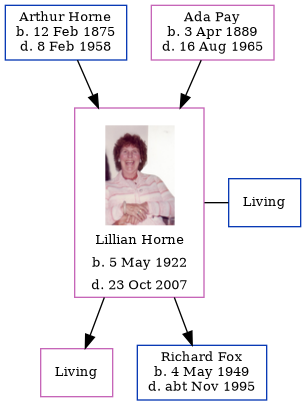 Arthur Horne
b. 12 Feb 1875
d. 8 Feb 1958
Ada Pay
b. 3 Apr 1889
d. 16 Aug 1965
Lillian Horne
b. 5 May 1922
d. 23 Oct 2007
Living
Living
Richard Fox
b. 4 May 1949
d. abt Nov 1995